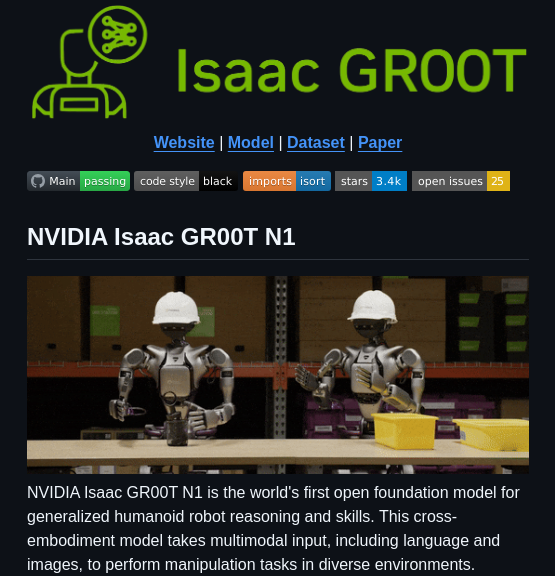 Isaac GR00T
Website | Model | Dataset | Paper
Main passing code style black imports isort stars 3.4k open issues 25
NVIDIA Isaac GR00T N1
NVIDIA Isaac GR00T N1 is the world's first open foundation model for
generalized humanoid robot reasoning and skills. This cross-
embodiment model takes multimodal input, including language and
images, to perform manipulation tasks in diverse environments.